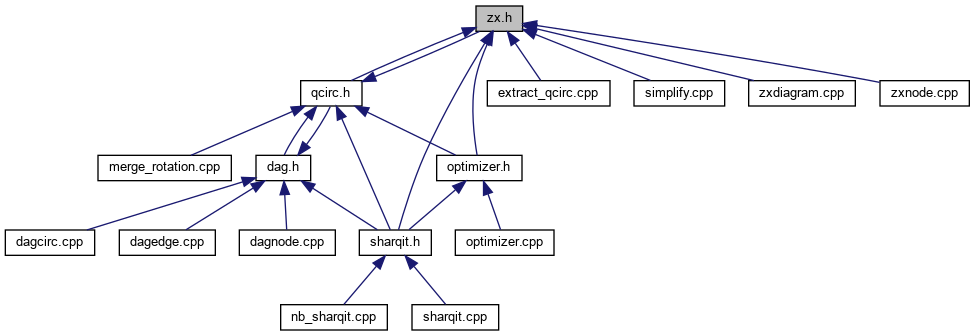 zx.h
qcirc.h
extract_qcirc.cpp
simplify.cpp
zxdiagram.cpp
zxnode.cpp
merge_rotation.cpp
dag.h
optimizer.h
dagcirc.cpp
dagedge.cpp
dagnode.cpp
sharqit.h
optimizer.cpp
nb_sharqit.cpp
sharqit.cpp